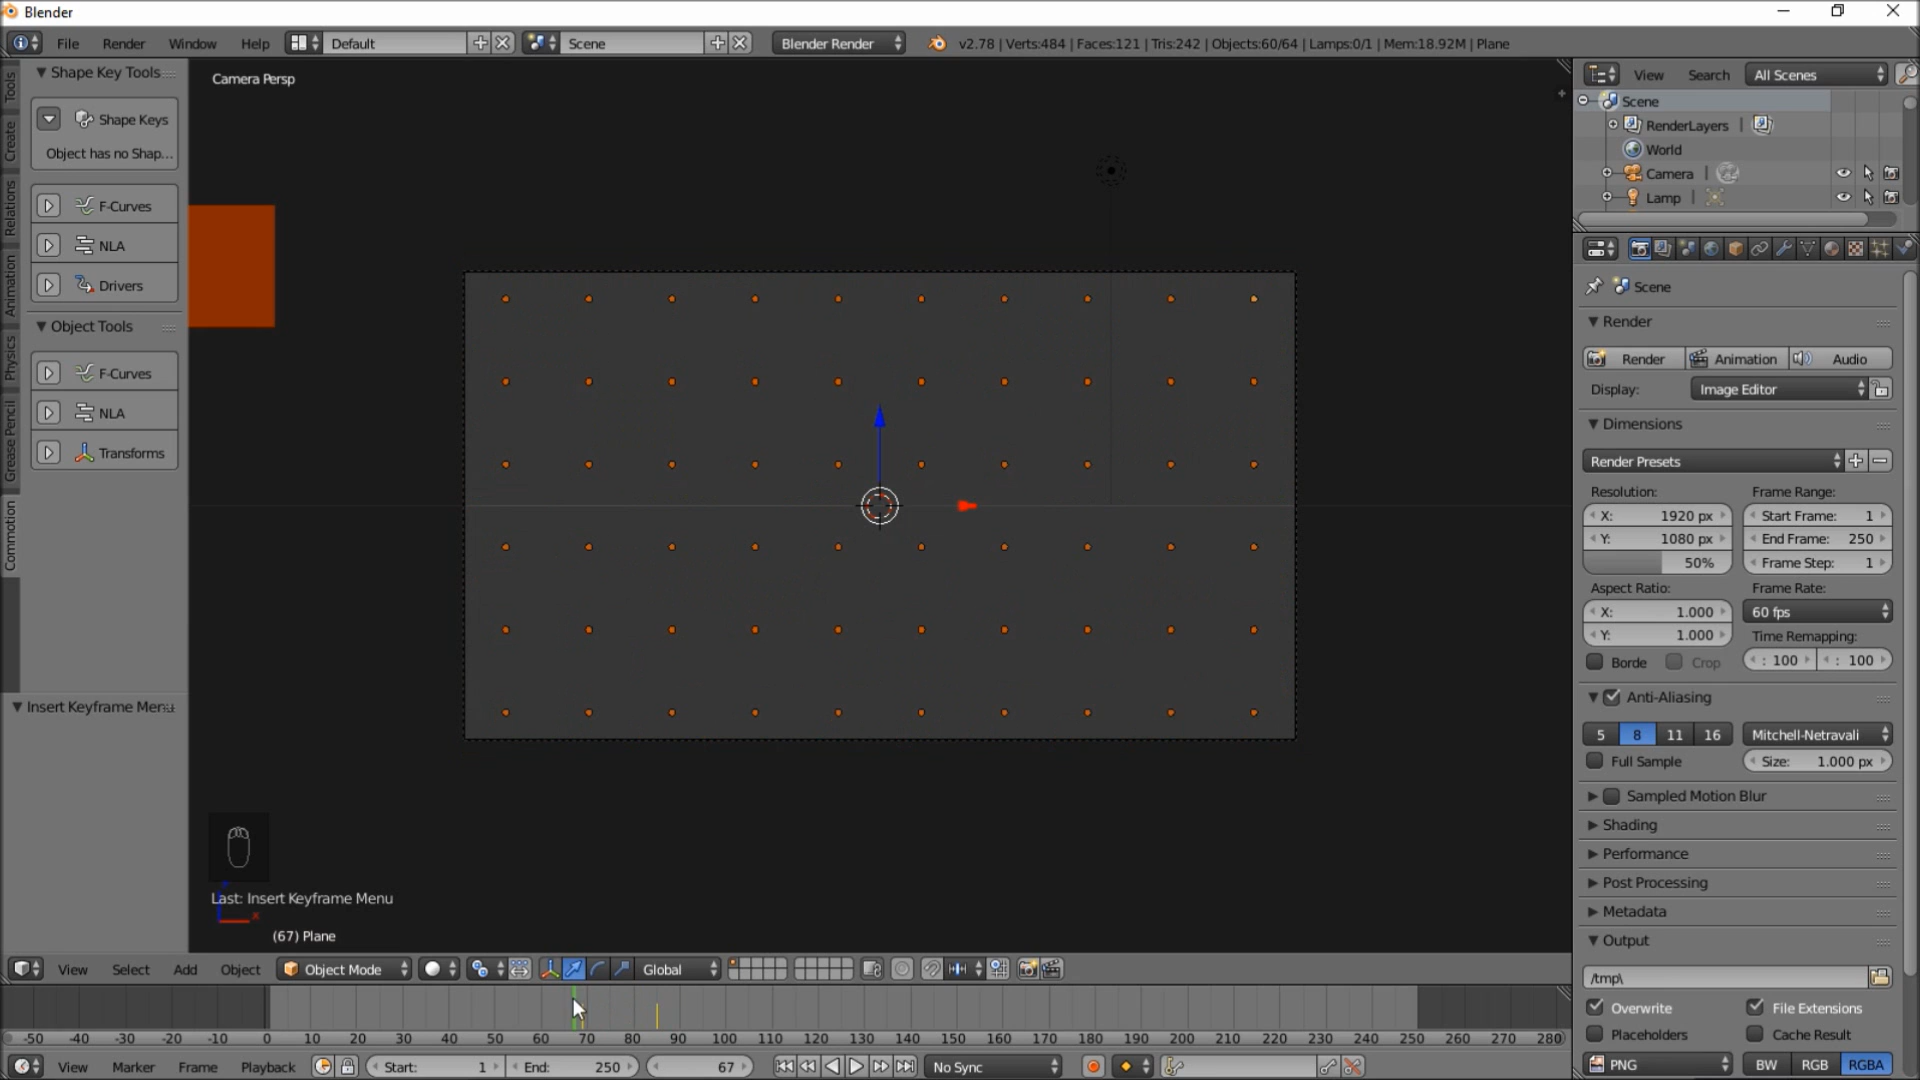 Blender
File Render Window Help Default Scene Blender Render v2.78 | Verts:484 | Faces:121 | Tris:242 | Objects:60/64 | Lamps:0/1 | Mem:18.92M | Plane
Shape Key Tools
Shape Keys
Object has no Shap...
F-Curves
NLA
Drivers
Object Tools
F-Curves
NLA
Transforms
Insert Keyframe Menu
Tools
Create
Relations
Animation
Physics
Grease Pencil
Commotion
Camera Persp
Last: Insert Keyframe Menu
x
(67) Plane
View Search All Scenes
Scene
RenderLayers |
World
Camera |
Lamp |
Scene
Render
Render Animation Audio
Display: Image Editor
Dimensions
Render Presets
Resolution: Frame Range:
X: 1920 px Start Frame: 1
Y: 1080 px End Frame: 250
50% Frame Step: 1
Aspect Ratio: Frame Rate:
X: 1.000 60 fps
Y: 1.000 Time Remapping:
Borde Crop : 100 : 100
Anti-Aliasing
5 8 11 16 Mitchell-Netravali
Full Sample Size: 1.000 px
Sampled Motion Blur
Shading
Performance
Post Processing
Metadata
Output
/tmp\
Overwrite File Extensions
Placeholders Cache Result
PNG BW RGB RGBA
View Select Add Object Object Mode Global
-50 -40 -30 -20 -10 0 10 20 30 40 50 60 70 80 90 100 110 120 130 140 150 160 170 180 190 200 210 220 230 240 250 260 270 280
View Marker Frame Playback Start: 1 End: 250 67 No Sync